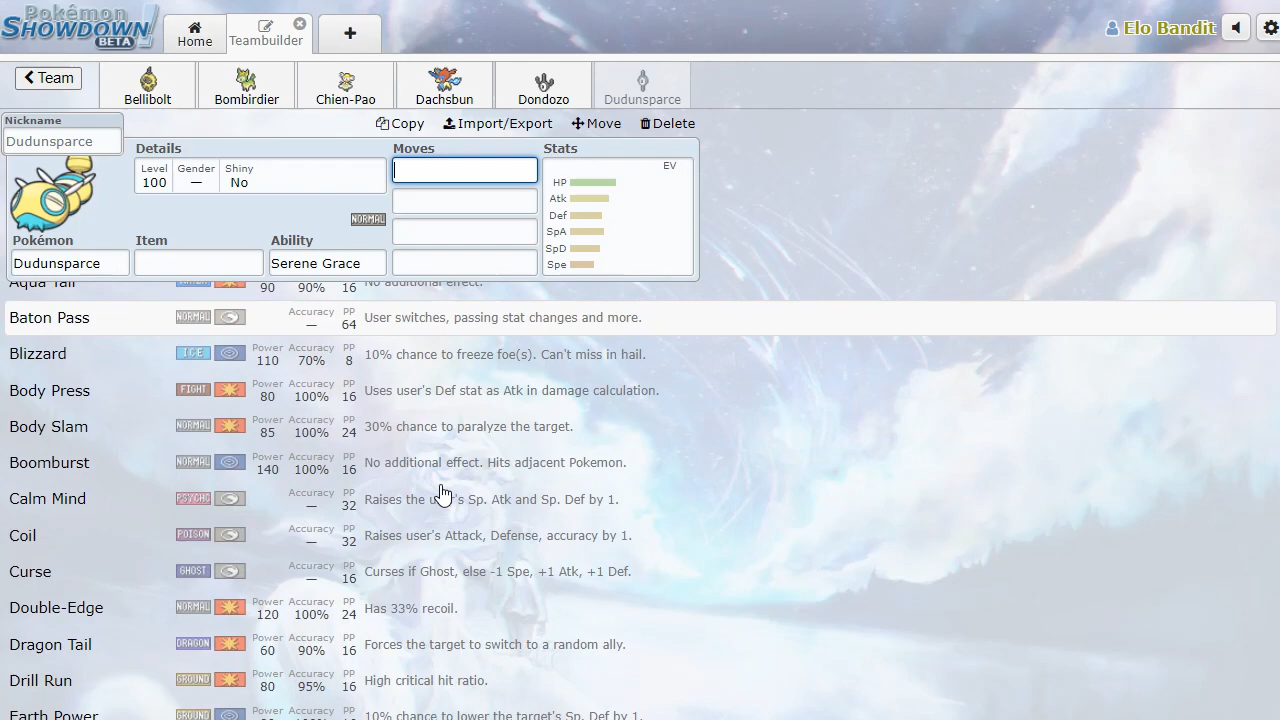 Pokémon
SHOWDOWN!
BETA
Home
Teambuilder
+
Elo Bandit
Team
Bellibolt
Bombirdier
Chien-Pao
Dachsbun
Dondozo
Dudunsparce
Nickname
Dudunsparce
Copy Import/Export Move Delete
Details
Moves
Stats
Level Gender Shiny
100 — No
EV
HP
Atk
Def
SpA
SpD
Spe
NORMAL
Pokémon Item Ability
Dudunsparce Serene Grace
Aqua Tail 90 90% 16 No additional effect.
Baton Pass NORMAL Accuracy — PP 64 User switches, passing stat changes and more.
Blizzard ICE Power 110 Accuracy 70% PP 8 10% chance to freeze foe(s). Can't miss in hail.
Body Press FIGHT Power 80 Accuracy 100% PP 16 Uses user's Def stat as Atk in damage calculation.
Body Slam NORMAL Power 85 Accuracy 100% PP 24 30% chance to paralyze the target.
Boomburst NORMAL Power 140 Accuracy 100% PP 16 No additional effect. Hits adjacent Pokemon.
Calm Mind PSYCHC Accuracy — PP 32 Raises the 's Sp. Atk and Sp. Def by 1.
Coil POISON Accuracy — PP 32 Raises user's Attack, Defense, accuracy by 1.
Curse GHOST Accuracy — PP 16 Curses if Ghost, else -1 Spe, +1 Atk, +1 Def.
Double-Edge NORMAL Power 120 Accuracy 100% PP 24 Has 33% recoil.
Dragon Tail DRAGON Power 60 Accuracy 90% PP 16 Forces the target to switch to a random ally.
Drill Run GROUND Power 80 Accuracy 95% PP 16 High critical hit ratio.
Earth Power GROUND Power Accuracy PP 10% chance to lower the target's Sp. Def by 1.